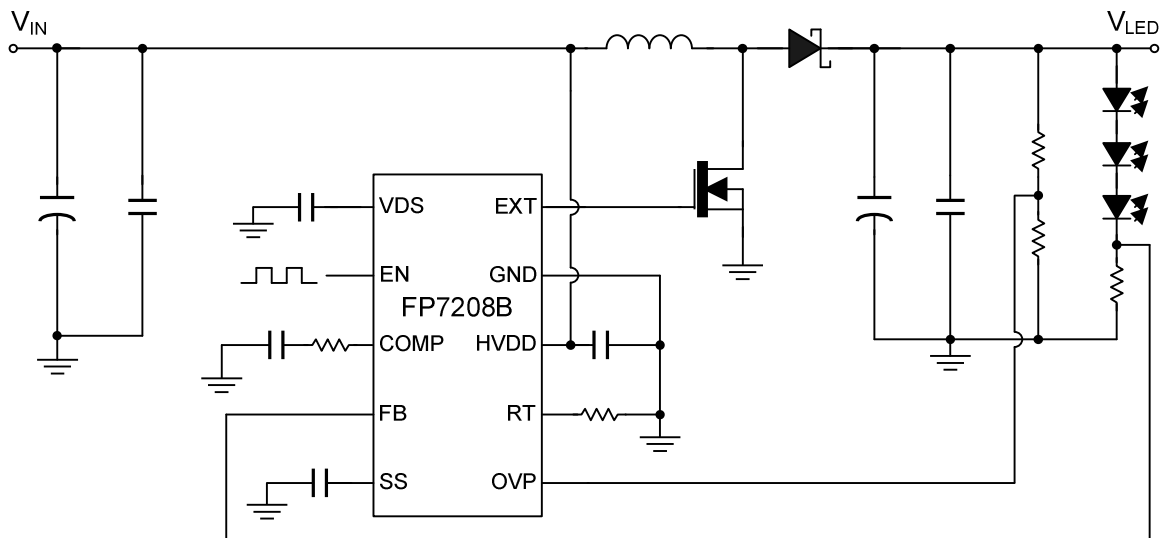 VIN
VLED
VDS
EXT
EN
GND
FP7208B
COMP
HVDD
FB
RT
SS
OVP